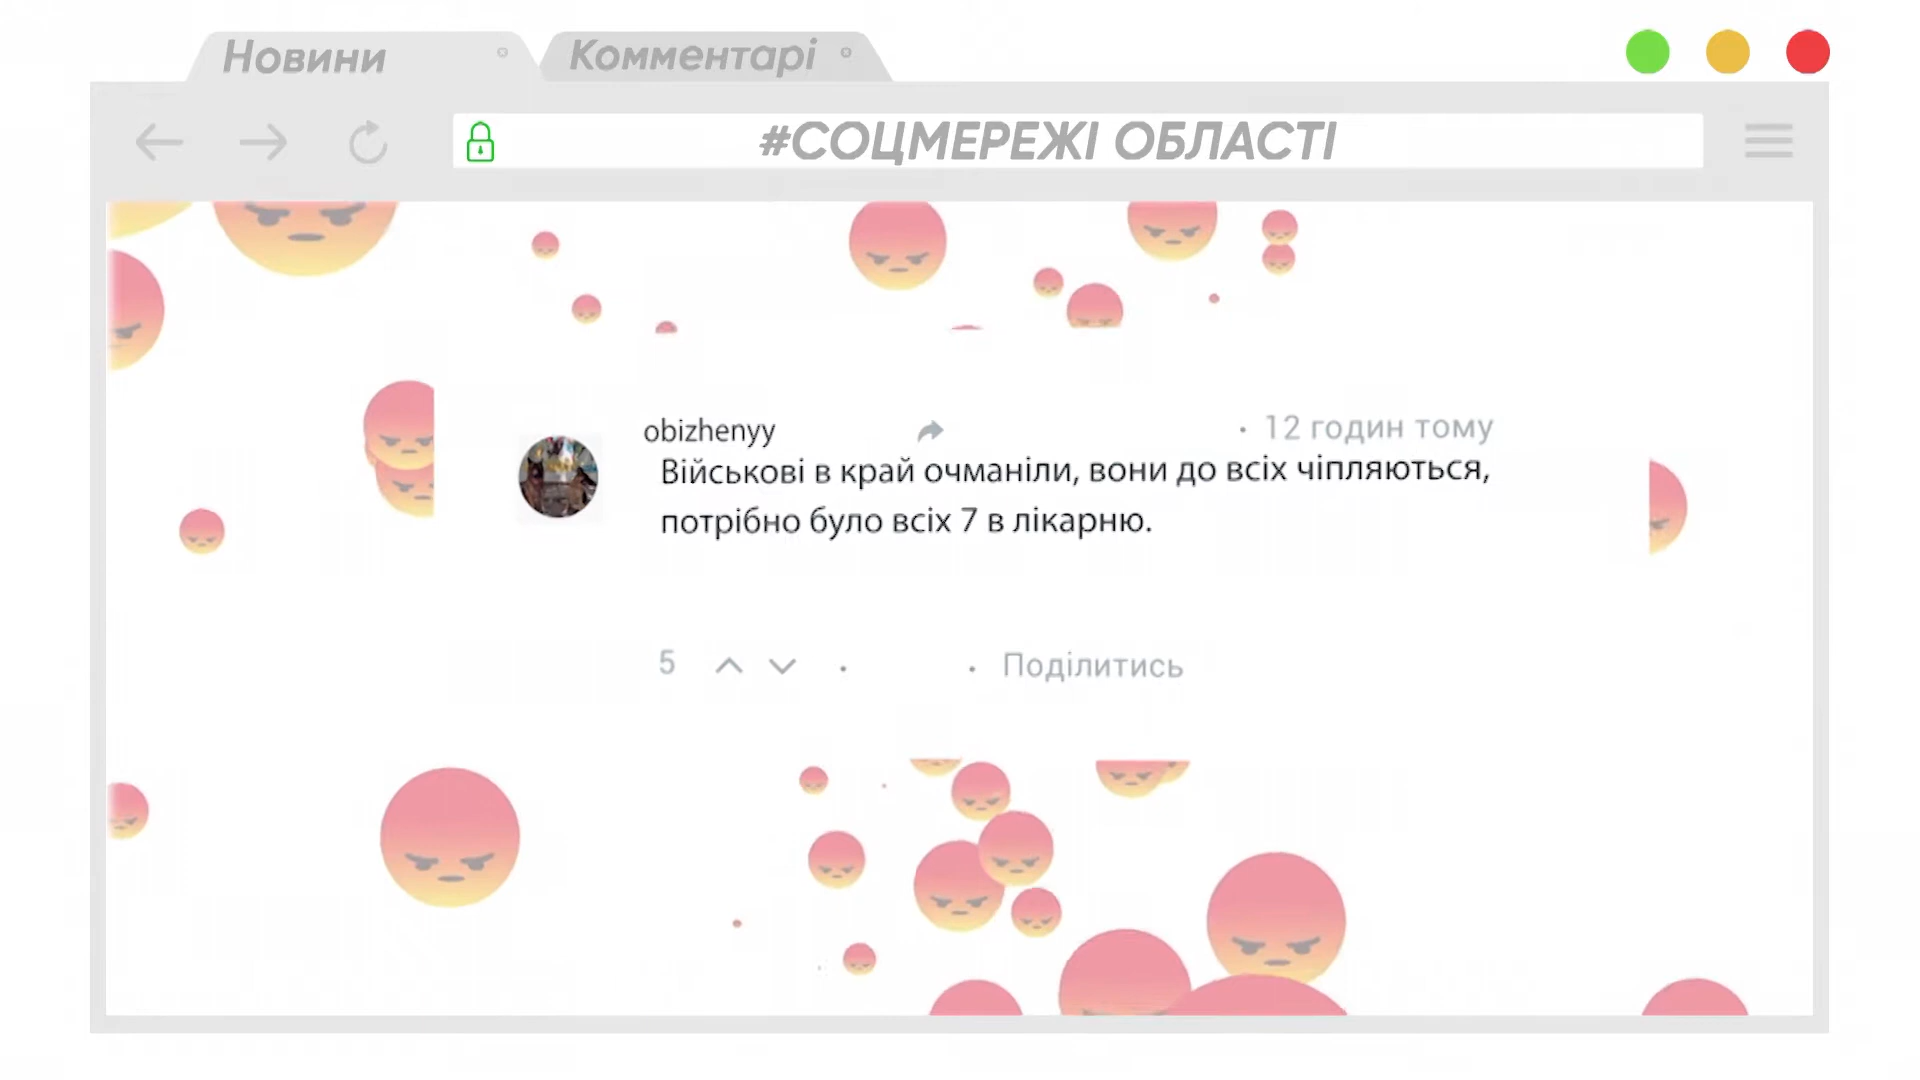 Новини
Комментарі
#СОЦМЕРЕЖІ ОБЛАСТІ
obizhenyy
· 12 годин тому
Військові в край очманіли, вони до всіх чіпляються,
потрібно було всіх 7 в лікарню.
5 · · Поділитись